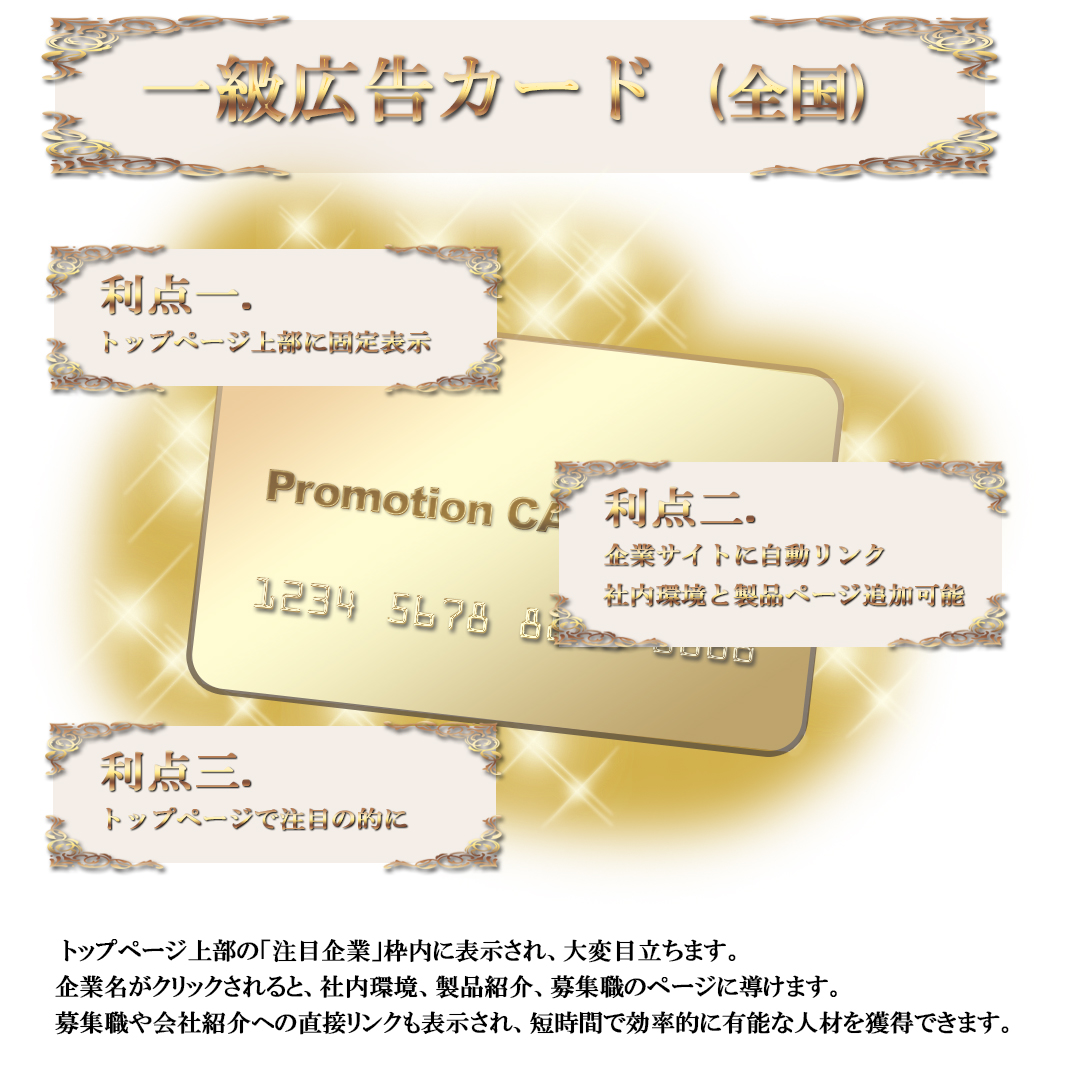 一級広告カード (全国)
利点一.
トップページ上部に固定表示
Promotion
1234 5678
利点二.
企業サイトに自動リンク
社内環境と製品ページ追加可能
利点三.
トップページで注目の的に
トップページ上部の「注目企業」枠内に表示され、大変目立ちます。
企業名がクリックされると、社内環境、製品紹介、募集職のページに導けます。
募集職や会社紹介への直接リンクも表示され、短時間で効率的に有能な人材を獲得できます。